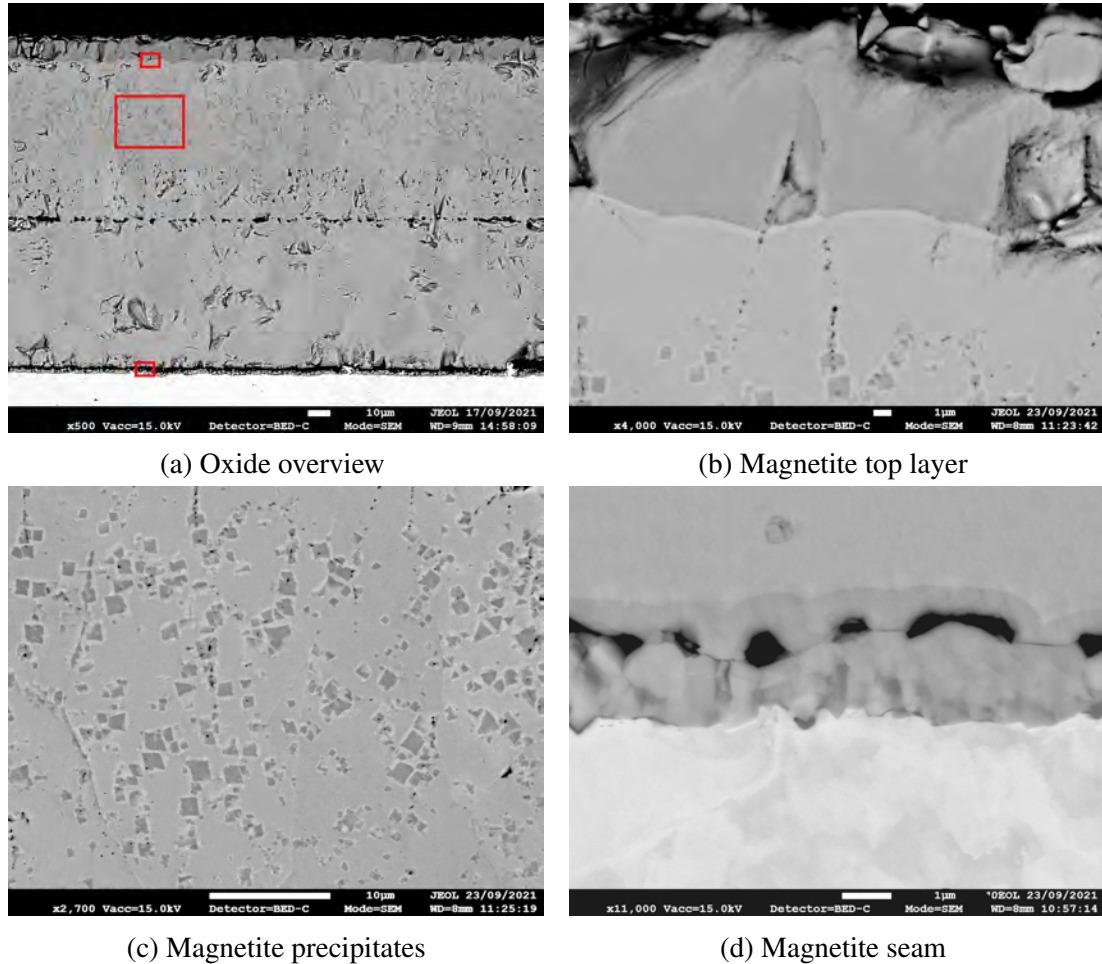 10µm JEOL 17/09/2021
x500 Vacc=15.0kV Detector=BED-C Mode=SEM WD=9mm 14:58:09
(a) Oxide overview
1µm JEOL 23/09/2021
x4,000 Vacc=15.0kV Detector=BED-C Mode=SEM WD=8mm 11:23:42
(b) Magnetite top layer
10µm JEOL 23/09/2021
x2,700 Vacc=15.0kV Detector=BED-C Mode=SEM WD=8mm 11:25:19
(c) Magnetite precipitates
1µm JEOL 23/09/2021
x11,000 Vacc=15.0kV Detector=BED-C Mode=SEM WD=8mm 10:57:14
(d) Magnetite seam